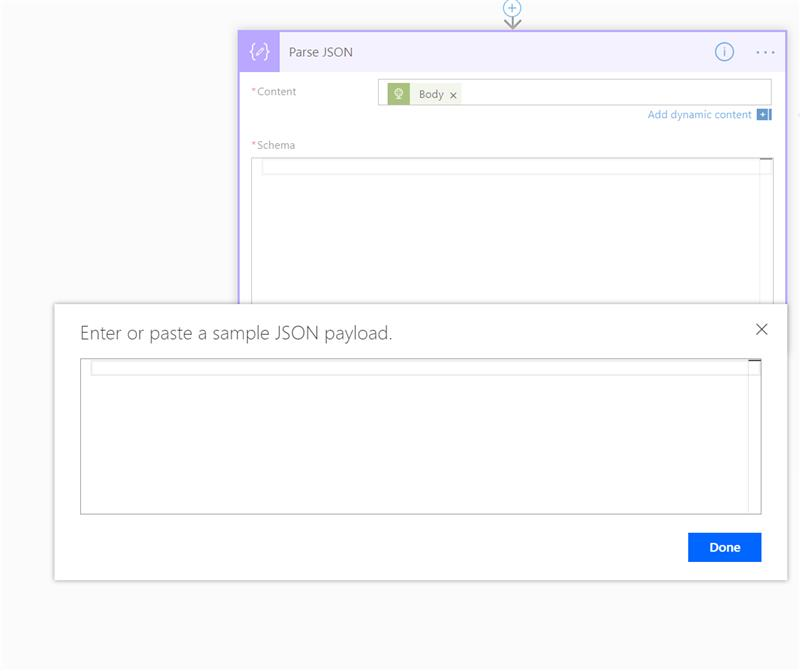 Parse JSON
*Content
Body
Add dynamic content
*Schema
Enter or paste a sample JSON payload.
Done